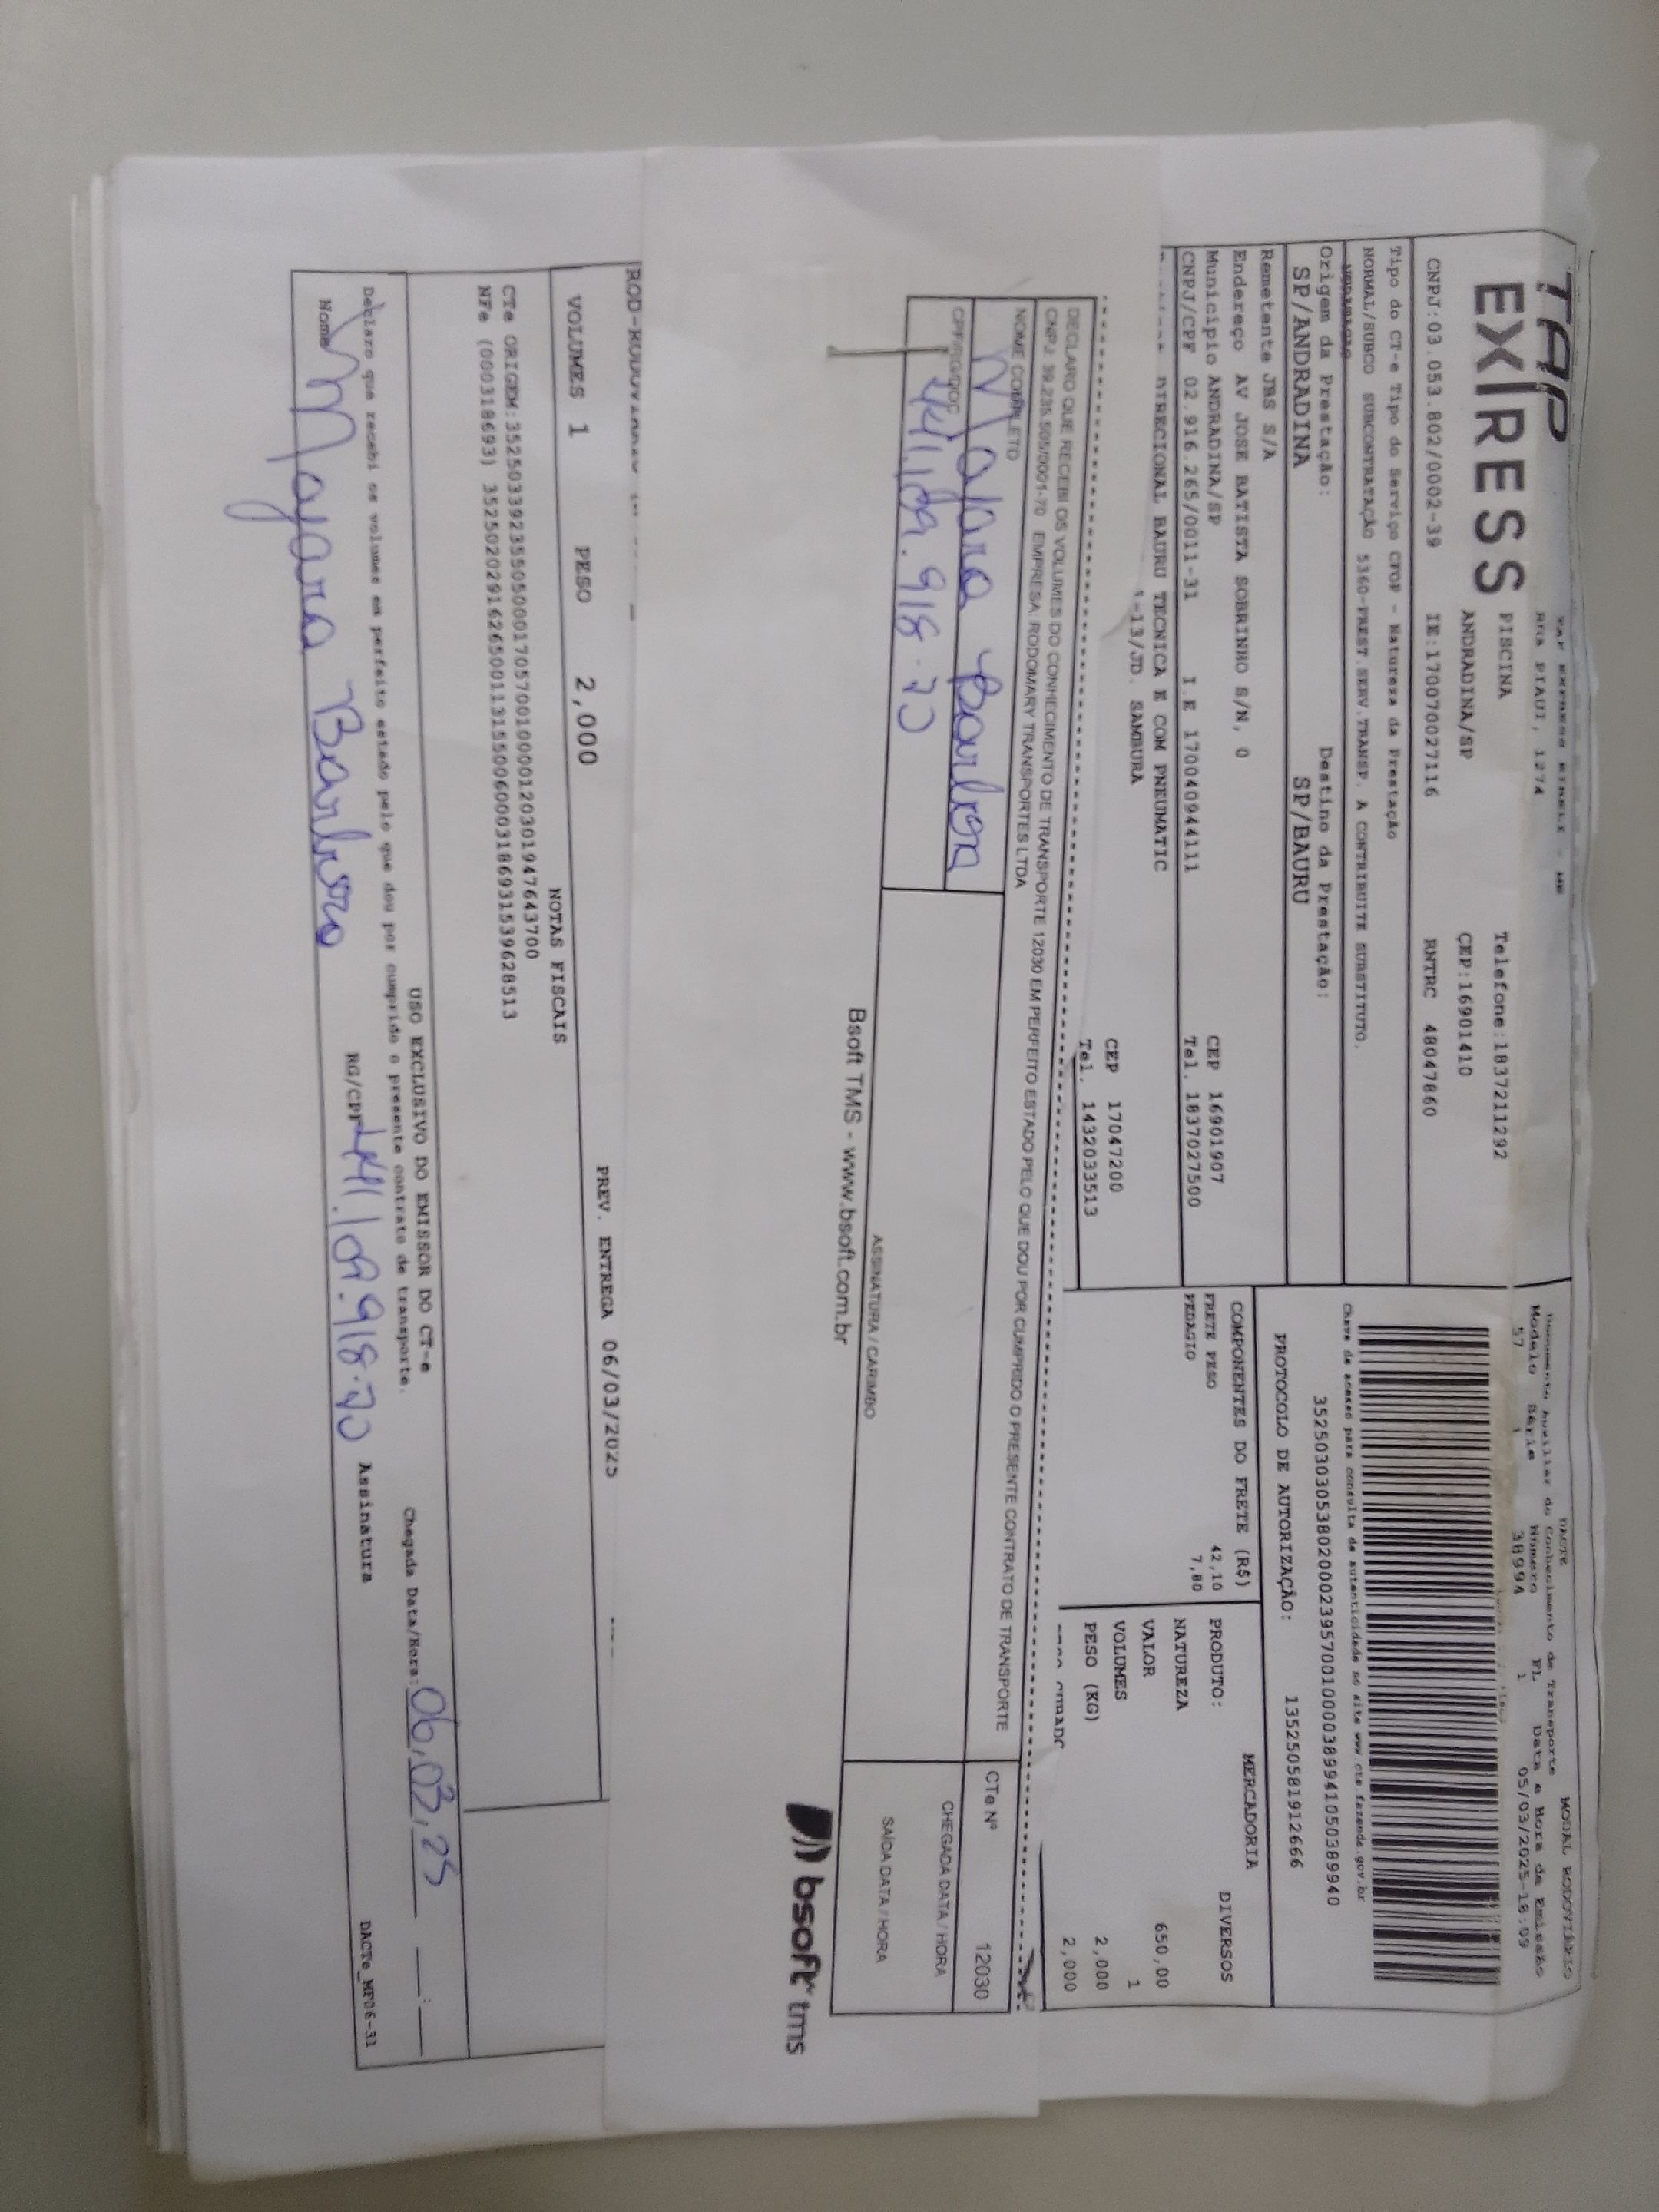 TAP
EXPRESS
RUA PIAUI, 1274
PISCINA Telefone:1837211292
ANDRADINA/SP CEP:16901410
CNPJ:03.053.802/0002-39 IE:170070027116 RNTRC 48047860
DACTE MODAL RODOVIÁRIO
Documento Auxiliar do Conhecimento de Transporte
Modelo Série Número FL Data e Hora de Emissão
57 1 38994 1 05/03/2025-18:09
Tipo do CT-e Tipo do Serviço CFOP - Natureza da Prestação
NORMAL/SUBCO SUBCONTRATAÇÃO 5360-PREST.SERV.TRANSP. A CONTRIBUITE SUBSTITUTO.
Chave de acesso para consulta de autenticidade no site www.cte.fazenda.gov.br
35250303053802000239570010000389941050389940
Origem da Prestação: Destino da Prestação:
SP/ANDRADINA SP/BAURU
PROTOCOLO DE AUTORIZAÇÃO: 135250581912666
Remetente JBS S/A
Endereço AV JOSE BATISTA SOBRINHO S/N, 0
Município ANDRADINA/SP CEP 16901907
CNPJ/CPF 02.916.265/0011-31 I.E 170040944111 Tel. 1837027500
COMPONENTES DO FRETE (R$)
FRETE PESO 42,10
PEDAGIO 7,80
MERCADORIA
PRODUTO: DIVERSOS
NATUREZA
VALOR 650,00
VOLUMES 1
PESO (KG) 2,000
2,000
DIRECIONAL BAURU TECNICA E COM PNEUMATIC
1-13/JD. SAMBURA
CEP 17047200
Tel. 1432033513
DECLARO QUE RECEBI OS VOLUMES DO CONHECIMENTO DE TRANSPORTE 12030 EM PERFEITO ESTADO PELO QUE DOU POR CUMPRIDO O PRESENTE CONTRATO DE TRANSPORTE
CNPJ: 39.235.505/0001-70 EMPRESA: RODOMARY TRANSPORTES LTDA
NOME COMPLETO
Mayara Barbosa
CPF/RG/DOC
441.109.918-70
ASSINATURA / CARIMBO
CTe Nº 12030
CHEGADA DATA / HORA
SAÍDA DATA / HORA
Bsoft TMS - www.bsoft.com.br
bsoft tms
PREV. ENTREGA 06/03/2025
VOLUMES 1 PESO 2,000
NOTAS FISCAIS
CTe ORIGEM:35250339235505000170570010000120301947643700
NFe (000318693) 35250202916265001131550060003186931539628513
USO EXCLUSIVO DO EMISSOR DO CT-e
Declaro que recebi os volumes em perfeito estado pelo que dou por cumprido o presente contrato de transporte.
Chegada Data/Hora: 06,03,25
Nome Mayara Barbosa RG/CPF 441.109.918-70 Assinatura
DACTe_MF06-31